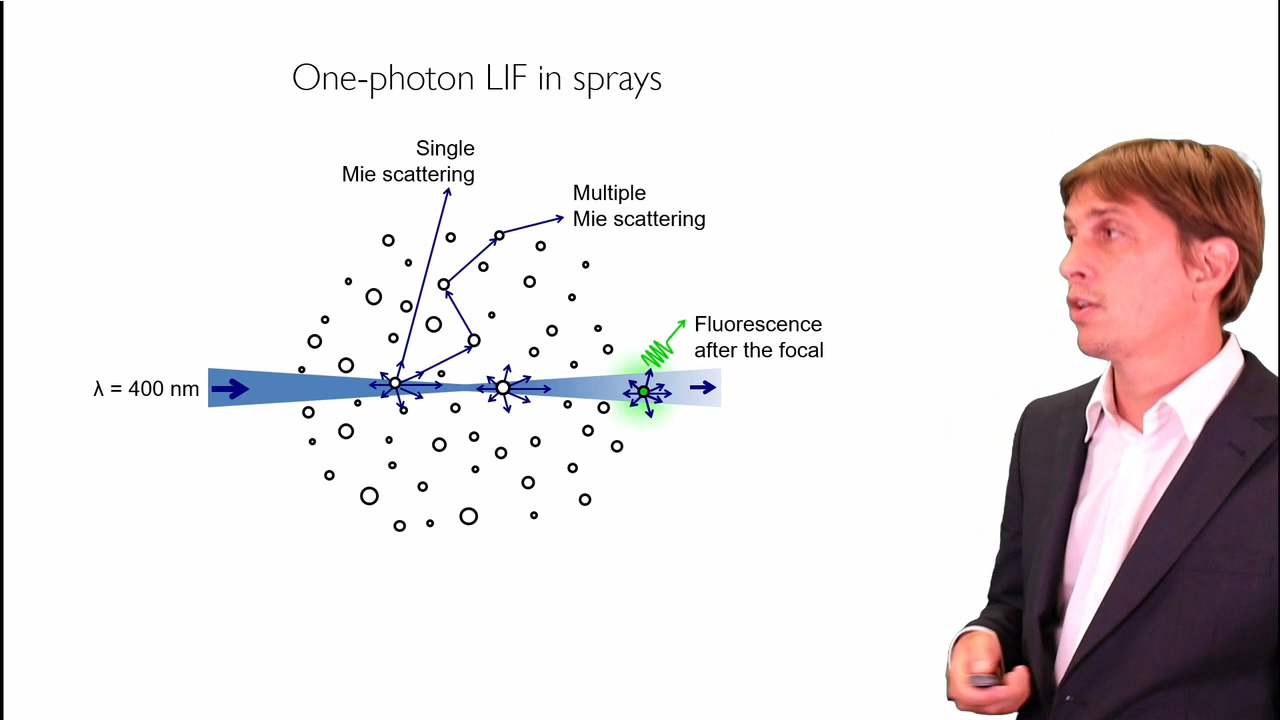 One-photon LIF in sprays
Single
Mie scattering
Multiple
Mie scattering
Fluorescence
after the focal
λ = 400 nm